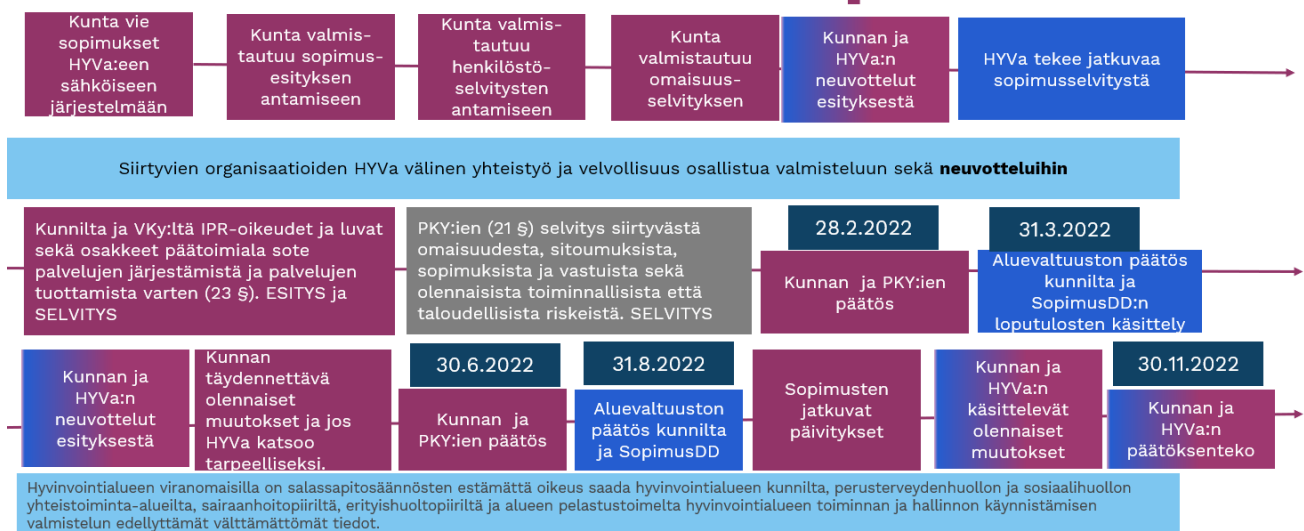 Kunta vie
sopimukset
HYVa:een
sähköiseen
järjestelmään
Kunta valmis-
tautuu sopimus-
esityksen
antamiseen
Kunta valmis-
tautuu
henkilöstö-
selvitysten
antamiseen
Kunta
valmistautuu
omaisuus-
selvityksen
Kunnan ja
HYVa:n
neuvottelut
esityksestä
HYVa tekee jatkuvaa
sopimusselvitystä
Siirtyvien organisaatioiden HYVa välinen yhteistyö ja velvollisuus osallistua valmisteluun sekä neuvotteluihin
Kunnilta ja VKy:ltä IPR-oikeudet ja luvat
sekä osakkeet päätoimiala sote
palvelujen järjestämistä ja palvelujen
tuottamista varten (23 §). ESITYS ja
SELVITYS
PKY:ien (21 §) selvitys siirtyvästä
omaisuudesta, sitoumuksista,
sopimuksista ja vastuista sekä
olennaisista toiminnallisista että
taloudellisista riskeistä. SELVITYS
28.2.2022
Kunnan ja PKY:ien
päätös
31.3.2022
Aluevaltuuston päätös
kunnilta ja
SopimusDD:n
loputulosten käsittely
Kunnan ja
HYVa:n
neuvottelut
esityksestä
Kunnan
täydennettävä
olennaiset
muutokset ja jos
HYVa katsoo
tarpeelliseksi.
30.6.2022
Kunnan ja
PKY:ien päätös
31.8.2022
Aluevaltuuston
päätös kunnilta
ja SopimusDD
Sopimusten
jatkuvat
päivitykset
Kunnan ja
HYVa:n
käsittelevät
olennaiset
muutokset
30.11.2022
Kunnan ja
HYVa:n
päätöksenteko
Hyvinvointialueen viranomaisilla on salassapitosäännösten estämättä oikeus saada hyvinvointialueen kunnilta, perusterveydenhuollon ja sosiaalihuollon
yhteistoiminta-alueilta, sairaanhoitopiiriltä, erityishuoltopiiriltä ja alueen pelastustoimelta hyvinvointialueen toiminnan ja hallinnon käynnistämisen
valmistelun edellyttämät välttämättömät tiedot.